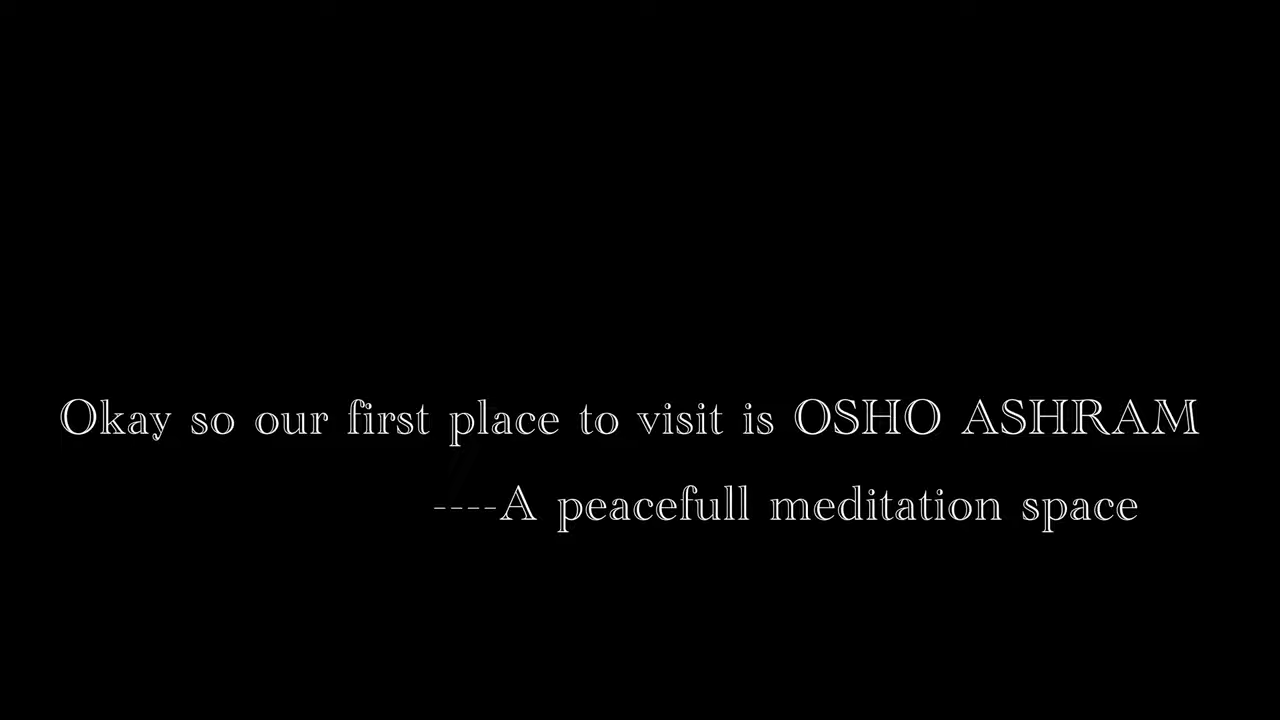 Okay so our first place to visit is OSHO ASHRAM
----A peacefull meditation space